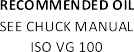 RECOMMENDED OIL
SEE CHUCK MANUAL
ISO VG 100